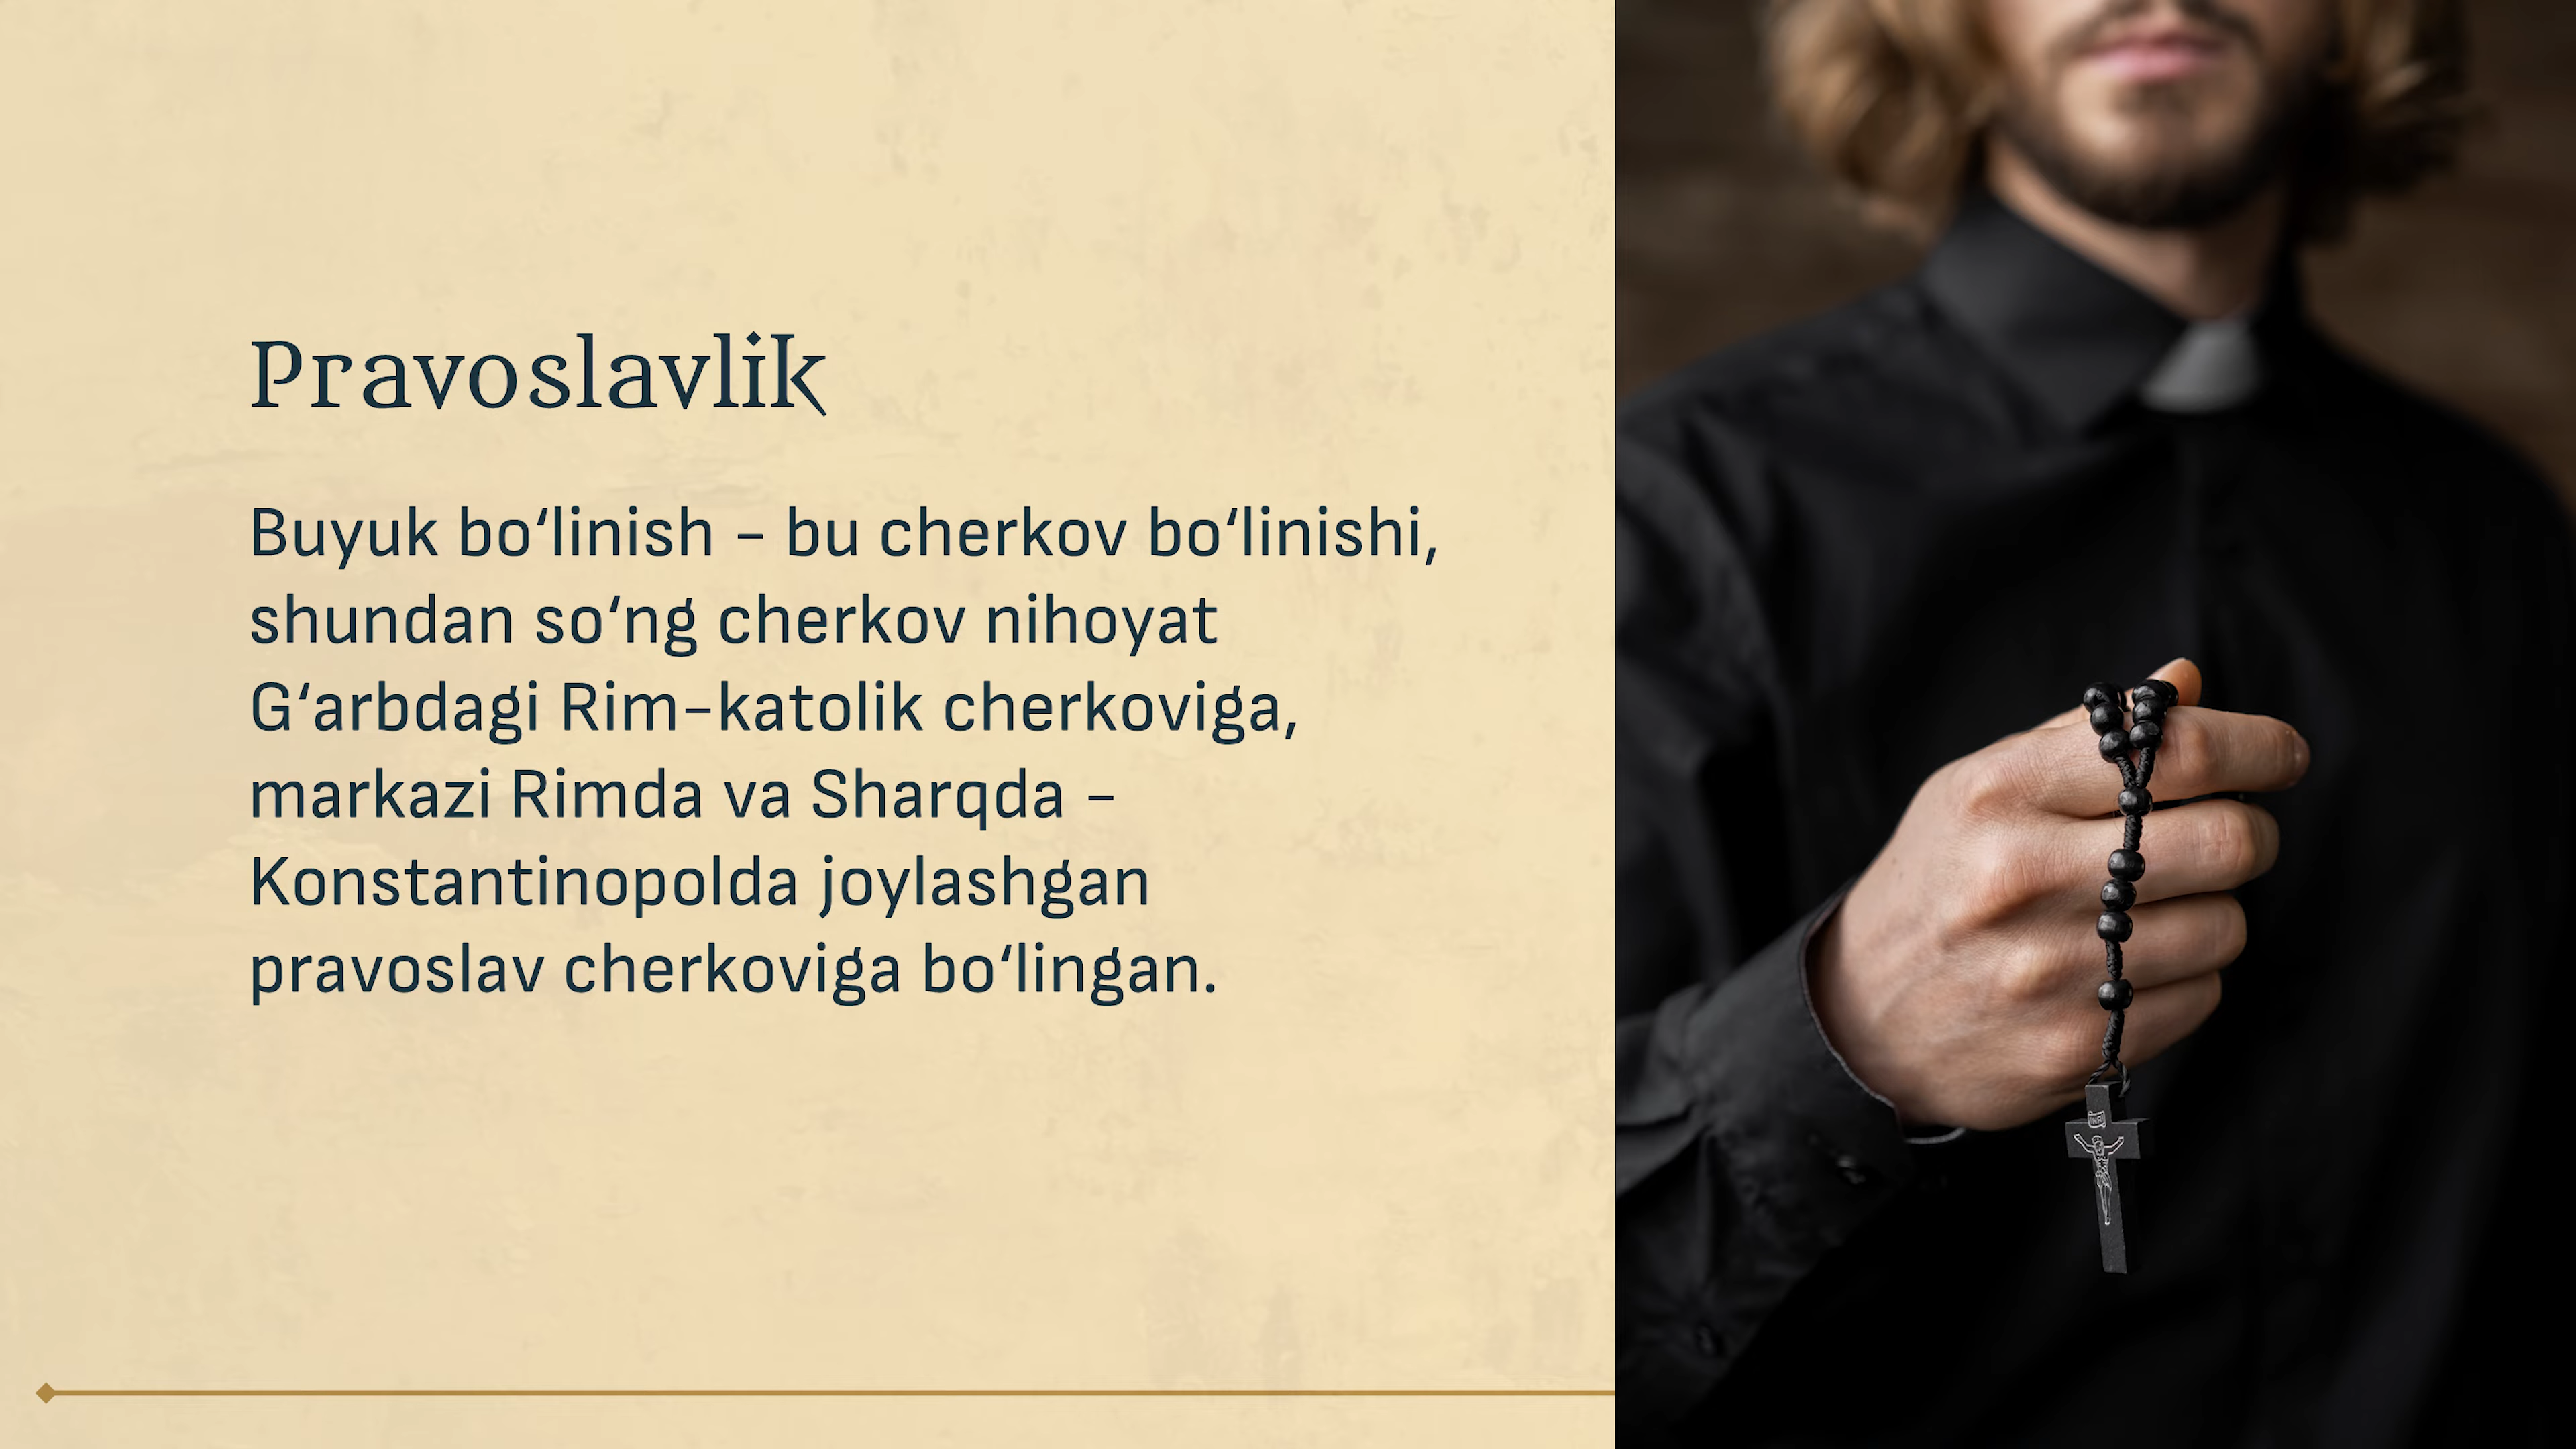 Pravoslavlik
Buyuk bo‘linish - bu cherkov bo‘linishi,
shundan so‘ng cherkov nihoyat
G‘arbdagi Rim-katolik cherkoviga,
markazi Rimda va Sharqda -
Konstantinopolda joylashgan
pravoslav cherkoviga bo‘lingan.
INRI